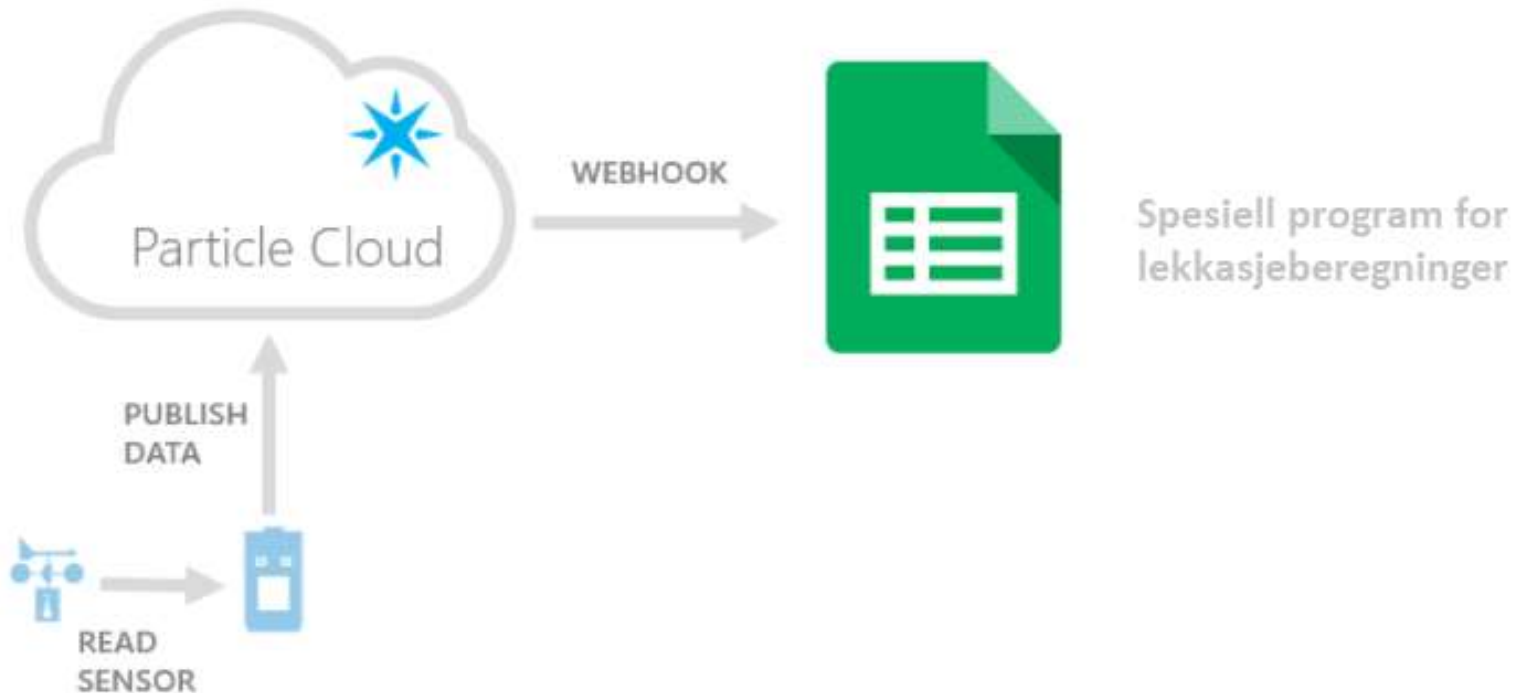 Particle Cloud
WEBHOOK
Spesiell program for
lekkasjeberegninger
PUBLISH
DATA
READ
SENSOR